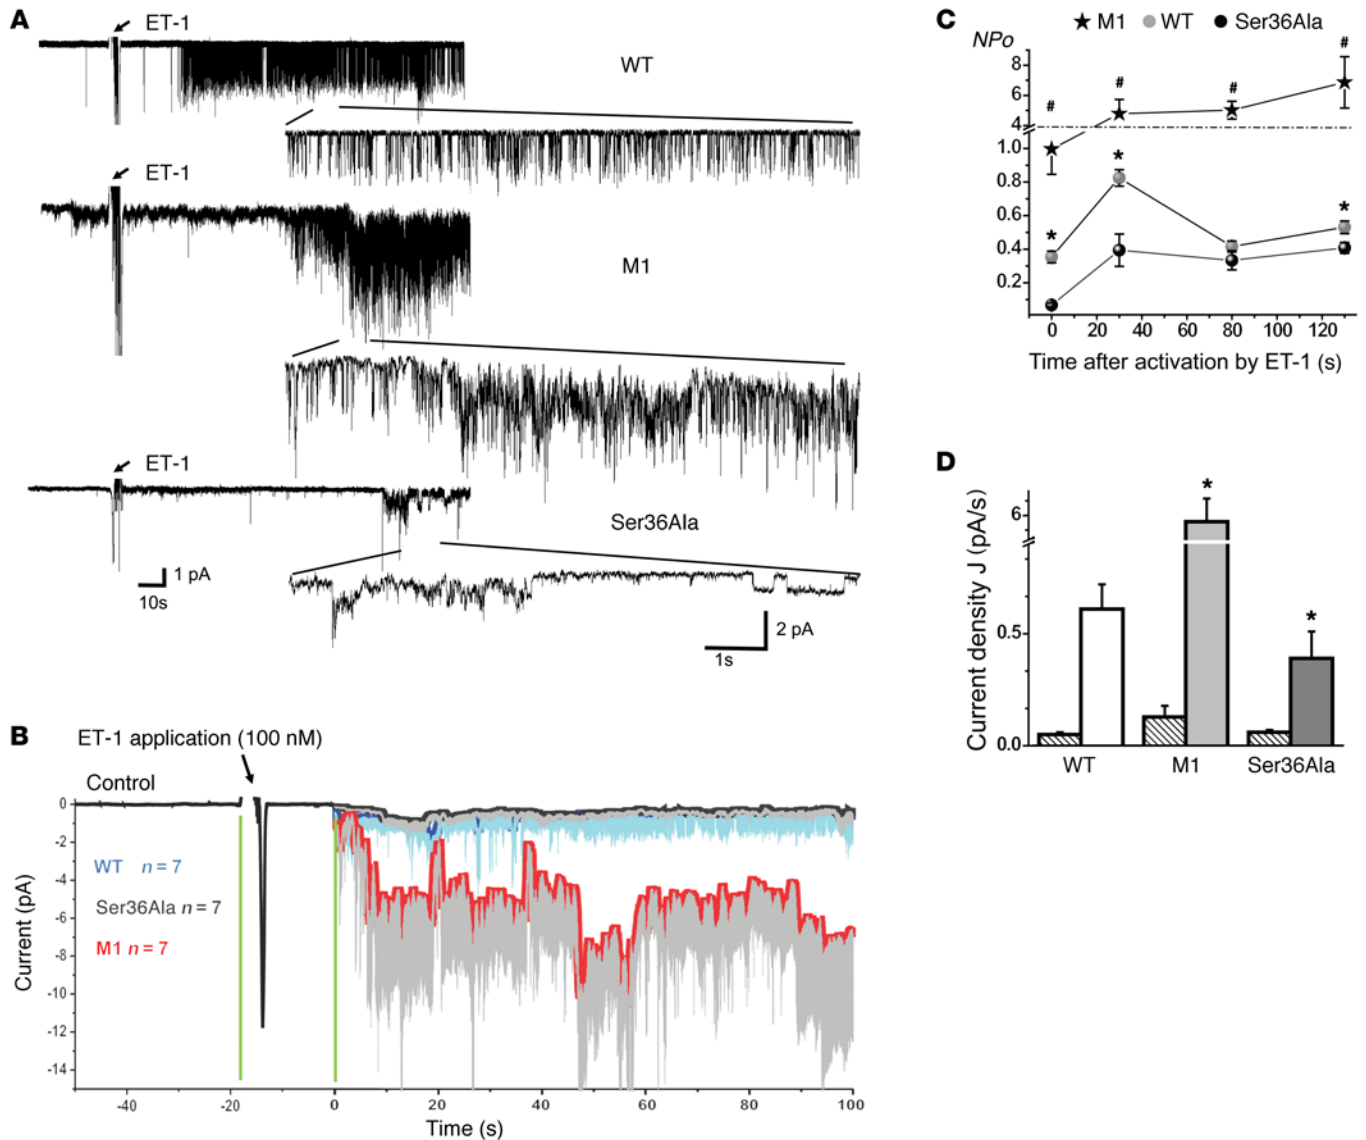 A
ET-1
WT
ET-1
M1
ET-1
Ser36Ala
1 pA
10s
2 pA
1s
B
ET-1 application (100 nM)
Control
WT n = 7
Ser36Ala n = 7
M1 n = 7
Current (pA)
0
-2
-4
-6
-8
-10
-12
-14
-40 -20 0 20 40 60 80 100
Time (s)
C
★ M1 WT Ser36Ala
NPo
8
6
4
1.0
0.8
0.6
0.4
0.2
# # # #
* * *
0 20 40 60 80 100 120
Time after activation by ET-1 (s)
D
Current density J (pA/s)
6
0.5
0.0
* *
WT M1 Ser36Ala